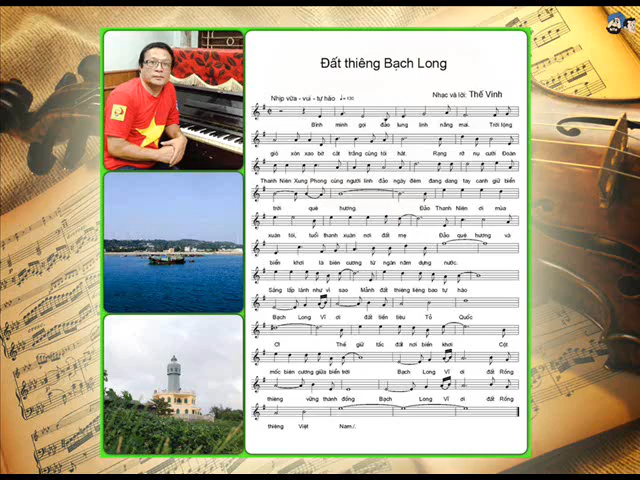 Đất thiêng Bạch Long
Nhịp vừa - vui - tự hào
Nhạc và lời: Thế Vinh
Bình minh gọi đảo lung linh nắng mai. Trời lộng
gió xôn xao bờ cát trắng cùng tôi hát. Rạng rỡ nụ cười Đoàn
Thanh Niên Xung Phong cùng người lính đảo ngày đêm đang dang tay canh giữ biển
trời quê hương. Đảo Thanh Niên ơi mùa
xuân tới, tuổi thanh xuân nơi đất mẹ Đảo quê hương và
biển khơi là biên cương từ ngàn năm dựng nước.
Sáng lấp lánh như vì sao Mảnh đất thiêng liêng bao tự hào
Bạch Long Vĩ ơi đất tiền tiêu Tổ Quốc
Ơi Thề giữ tấc đất nơi biển khơi Cột
mốc biên cương giữa biển trời Bạch Long Vĩ ơi đất Rồng
thiêng vững thành đồng Bạch Long Vĩ ơi đất Rồng
thiêng Việt Nam./.